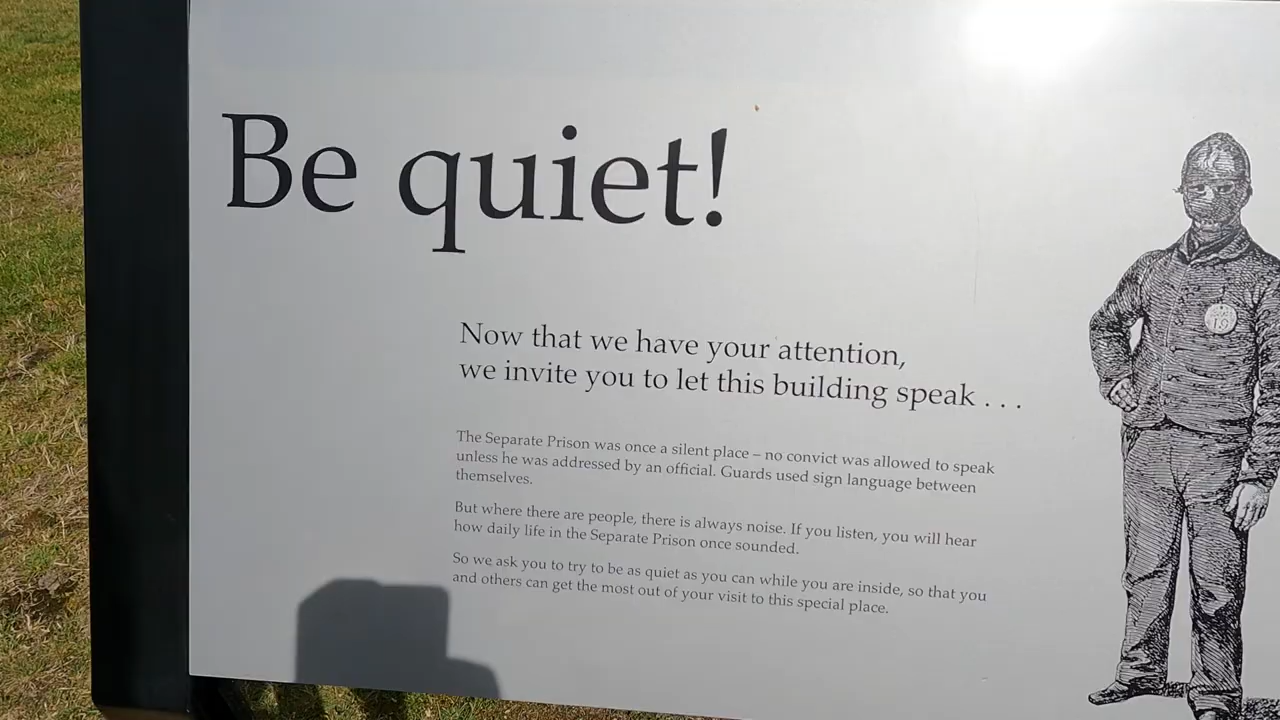 Be quiet!
Now that we have your attention,
we invite you to let this building speak . . .
The Separate Prison was once a silent place – no convict was allowed to speak
unless he was addressed by an official. Guards used sign language between
themselves.
But where there are people, there is always noise. If you listen, you will hear
how daily life in the Separate Prison once sounded.
So we ask you to try to be as quiet as you can while you are inside, so that you
and others can get the most out of your visit to this special place.
19